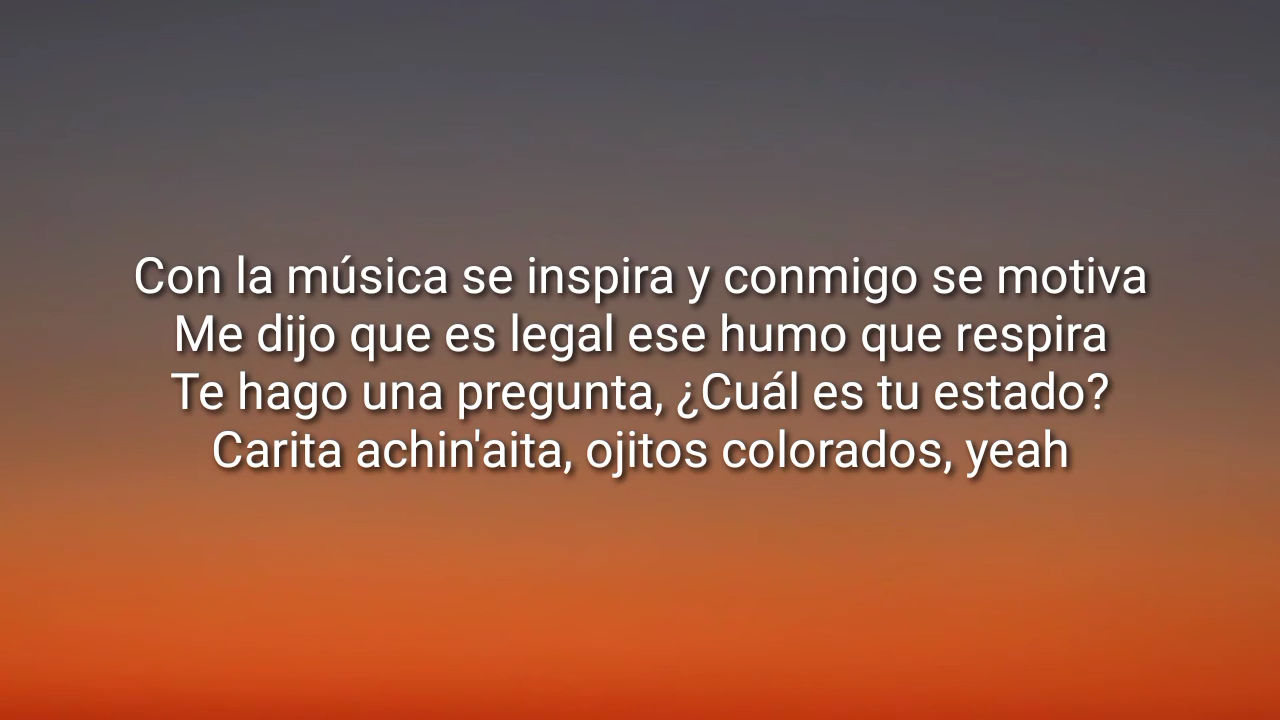 Con la música se inspira y conmigo se motiva
Me dijo que es legal ese humo que respira
Te hago una pregunta, ¿Cuál es tu estado?
Carita achin'aita, ojitos colorados, yeah